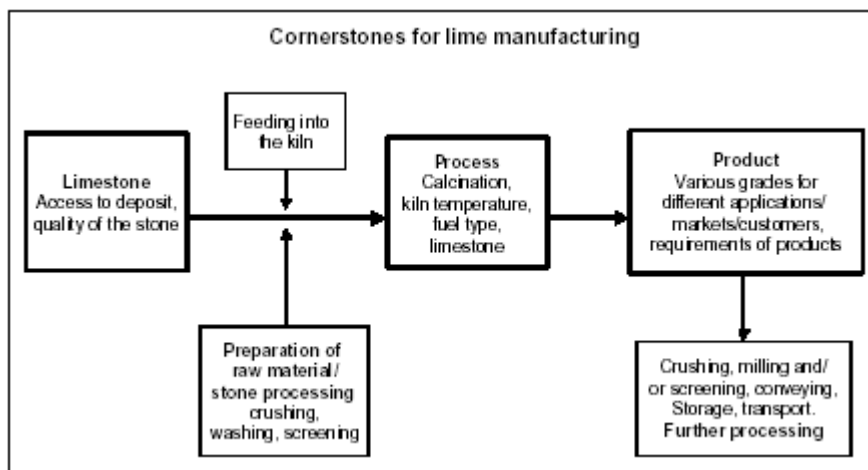 Cornerstones for lime manufacturing
Feeding into
the kiln
Limestone
Access to deposit,
quality of the stone
Process
Calcination,
kiln temperature,
fuel type,
limestone
Product
Various grades for
different applications/
markets/customers,
requirements of products
Preparation of
raw material/
stone processing
crushing,
washing, screening
Crushing, milling and/
or screening, conveying,
Storage, transport.
Further processing